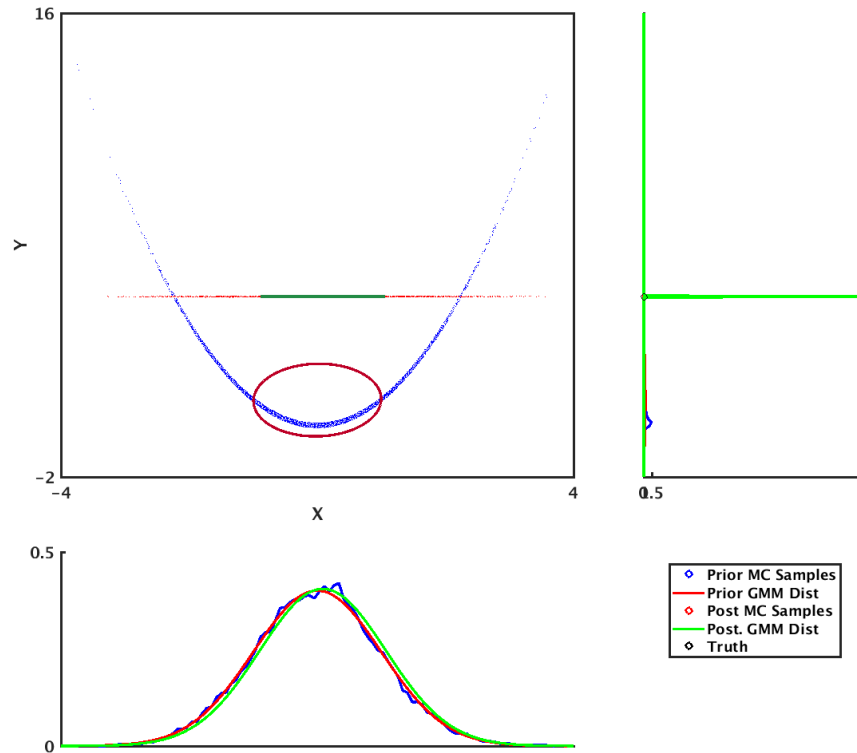 16
Y
-2
-4
X
4
0.5
0.5
0
Prior MC Samples
Prior GMM Dist
Post MC Samples
Post. GMM Dist
Truth